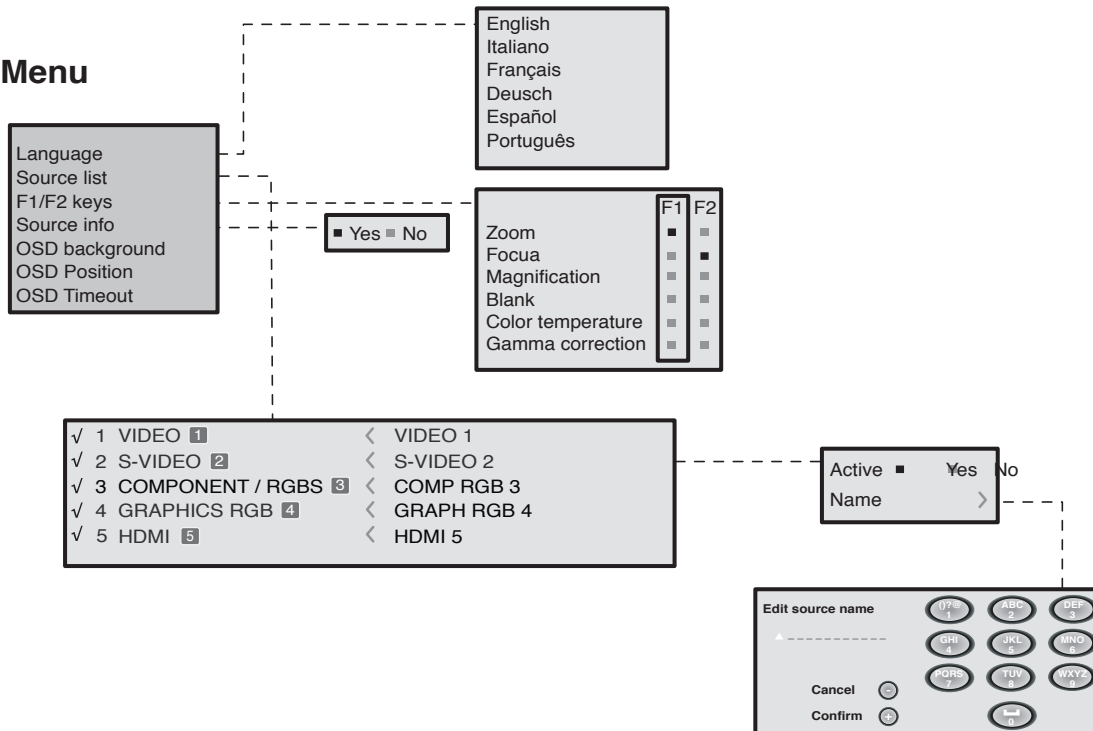 Menu
Language
Source list
F1/F2 keys
Source info
OSD background
OSD Position
OSD Timeout
English
Italiano
Français
Deusch
Español
Português
Yes No
F1 F2
Zoom
Focua
Magnification
Blank
Color temperature
Gamma correction
√ 1 VIDEO 1 VIDEO 1
√ 2 S-VIDEO 2 S-VIDEO 2
√ 3 COMPONENT / RGBS 3 COMP RGB 3
√ 4 GRAPHICS RGB 4 GRAPH RGB 4
√ 5 HDMI 5 HDMI 5
Active Yes No
Name
Edit source name
()?@ 1 ABC 2 DEF 3
GHI 4 JKL 5 MNO 6
PQRS 7 TUV 8 WXYZ 9
Cancel -
Confirm + 0